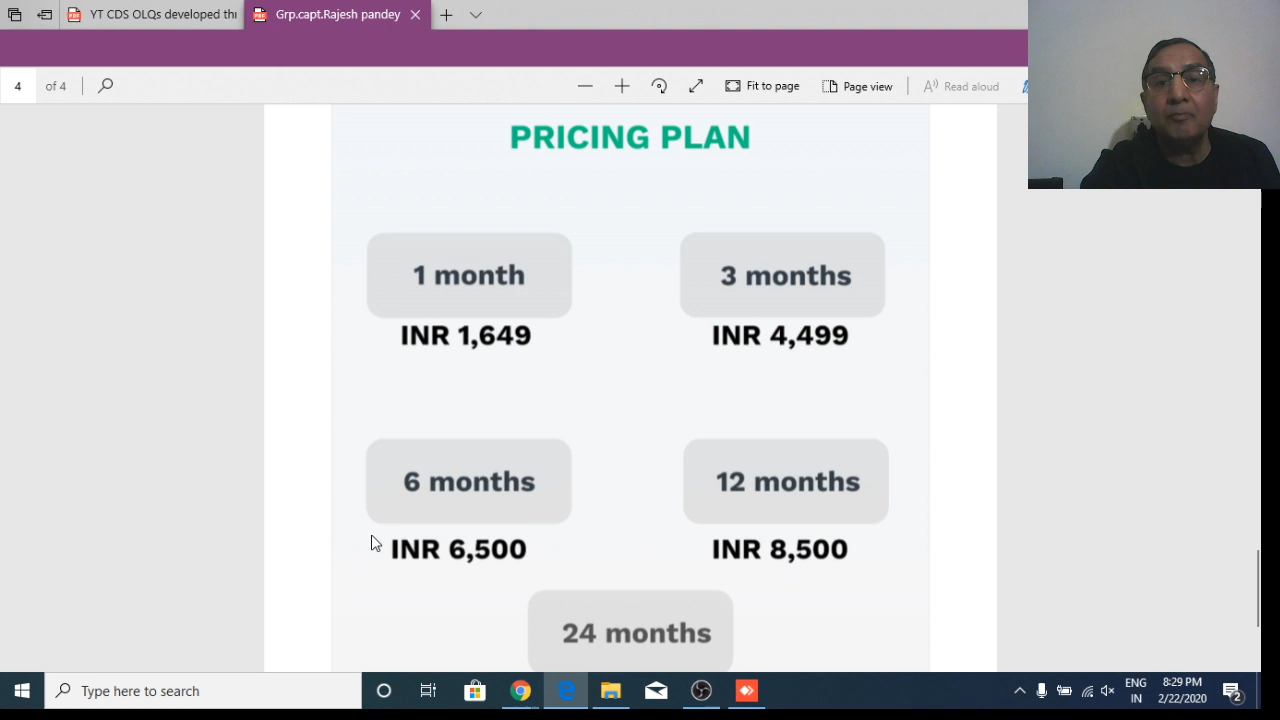 YT CDS OLQs developed thr
Grp.capt.Rajesh pandey
4 of 4
Fit to page
Page view
Read aloud
PRICING PLAN
1 month
3 months
INR 1,649
INR 4,499
6 months
12 months
INR 6,500
INR 8,500
24 months
Type here to search
ENG
IN
8:29 PM
2/22/2020
2